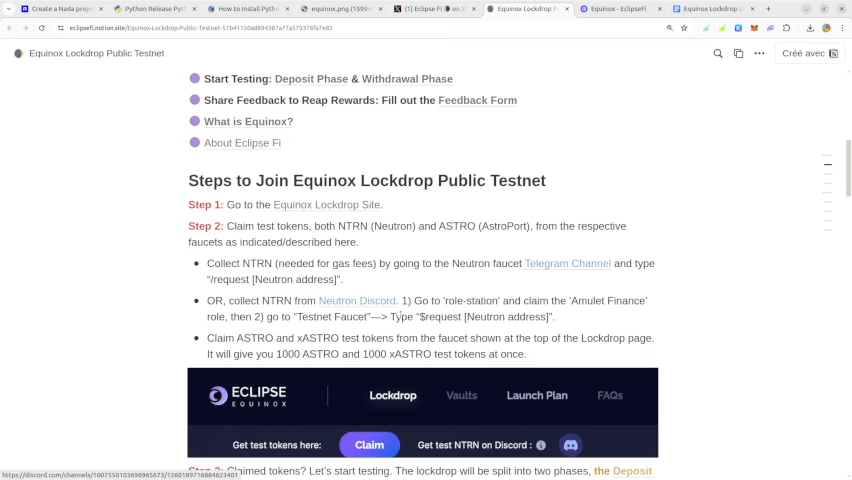 Create a Nada proje
Python Release Pyt
How to Install Pytho
equinox.png (1599×
Eclipse Fi
Equinox Lockdrop P
Equinox - EclipseFi
Equinox Lockdrop U
eclipsefi.notion.site/Equinox-Lockdrop-Public-Testnet-51b41150ad894387a77a579376fa7e82
Equinox Lockdrop Public Testnet
Créé avec
Start Testing: Deposit Phase & Withdrawal Phase
Share Feedback to Reap Rewards: Fill out the Feedback Form
What is Equinox?
About Eclipse Fi
Steps to Join Equinox Lockdrop Public Testnet
Step 1: Go to the Equinox Lockdrop Site.
Step 2: Claim test tokens, both NTRN (Neutron) and ASTRO (AstroPort), from the respective
faucets as indicated/described here.
• Collect NTRN (needed for gas fees) by going to the Neutron faucet Telegram Channel and type
“/request [Neutron address]”.
• OR, collect NTRN from Neutron Discord. 1) Go to 'role-station' and claim the 'Amulet Finance'
role, then 2) go to “Testnet Faucet”—> Type “$request [Neutron address]”.
• Claim ASTRO and xASTRO test tokens from the faucet shown at the top of the Lockdrop page.
It will give you 1000 ASTRO and 1000 xASTRO test tokens at once.
ECLIPSE
EQUINOX
Lockdrop Vaults Launch Plan FAQs
Get test tokens here: Claim Get test NTRN on Discord :
Step 3: Claimed tokens? Let’s start testing. The lockdrop will be split into two phases, the Deposit
https://discord.com/channels/1007550103696965673/1260189716884623401